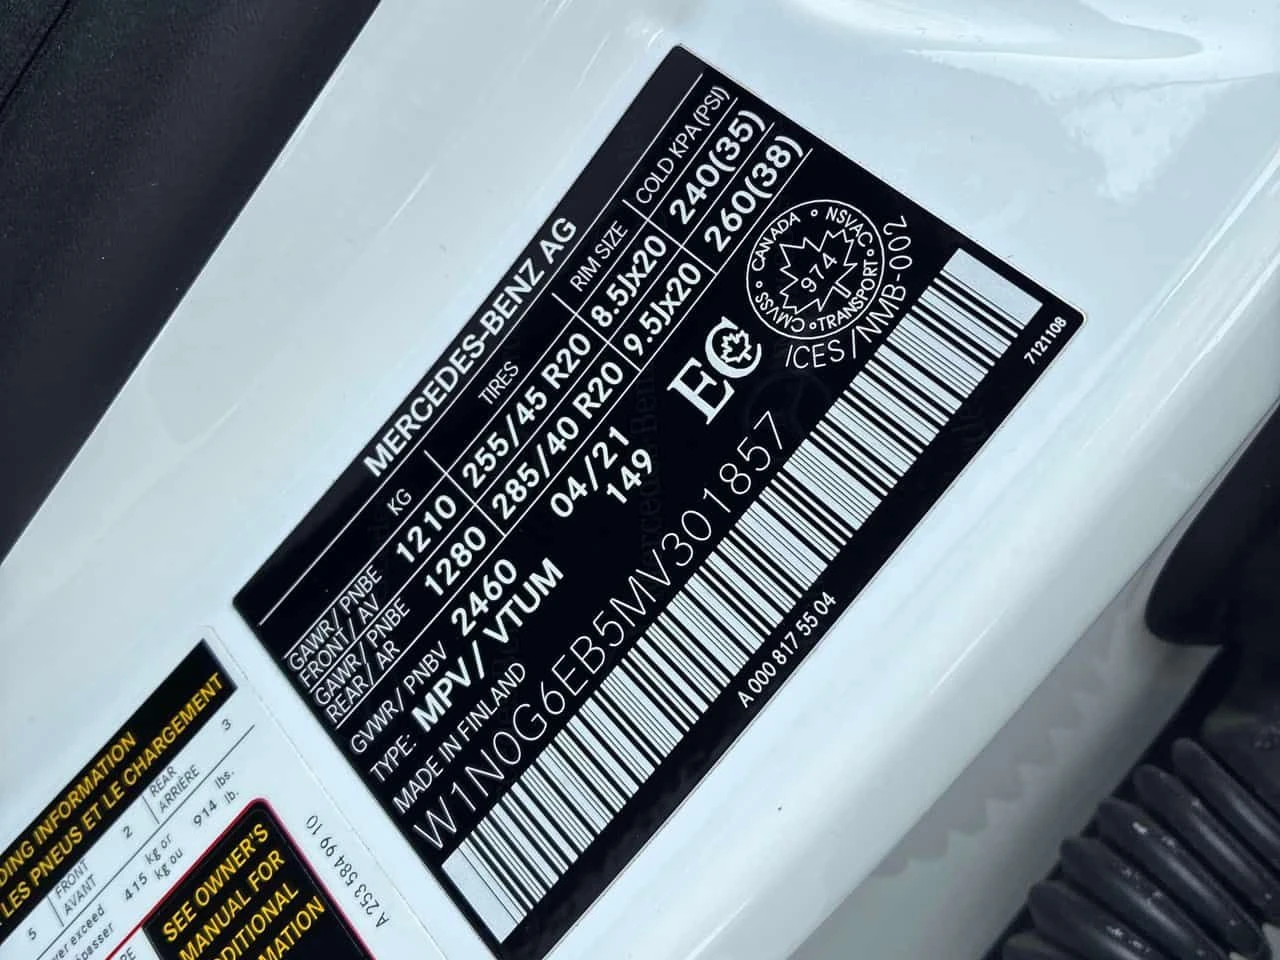 MERCEDES-BENZ AG
KG TIRES RIM SIZE COLD KPA(PSI)
GAWR/PNBE FRONT/AV 1210 255/45 R20 8.5Jx20 240(35)
GAWR/PNBE REAR/AR 1280 285/40 R20 9.5Jx20 260(38)
GVWR/PNBV 2460 04/21
TYPE: MPV/VTUM 149
MADE IN FINLAND
EC
CANADA NSVAC TRANSPORT CMVSS
974
ICES/NMB-002
W1N0G6EB5MV301857
7121108
A 000 817 55 04
DING INFORMATION
LES PNEUS ET LE CHARGEMENT
5 FRONT AVANT 2 REAR ARRIÈRE 3
exceed 415 kg or 914 lbs.
kg ou lb.
SEE OWNER'S
MANUAL FOR
A 253 584 99 10